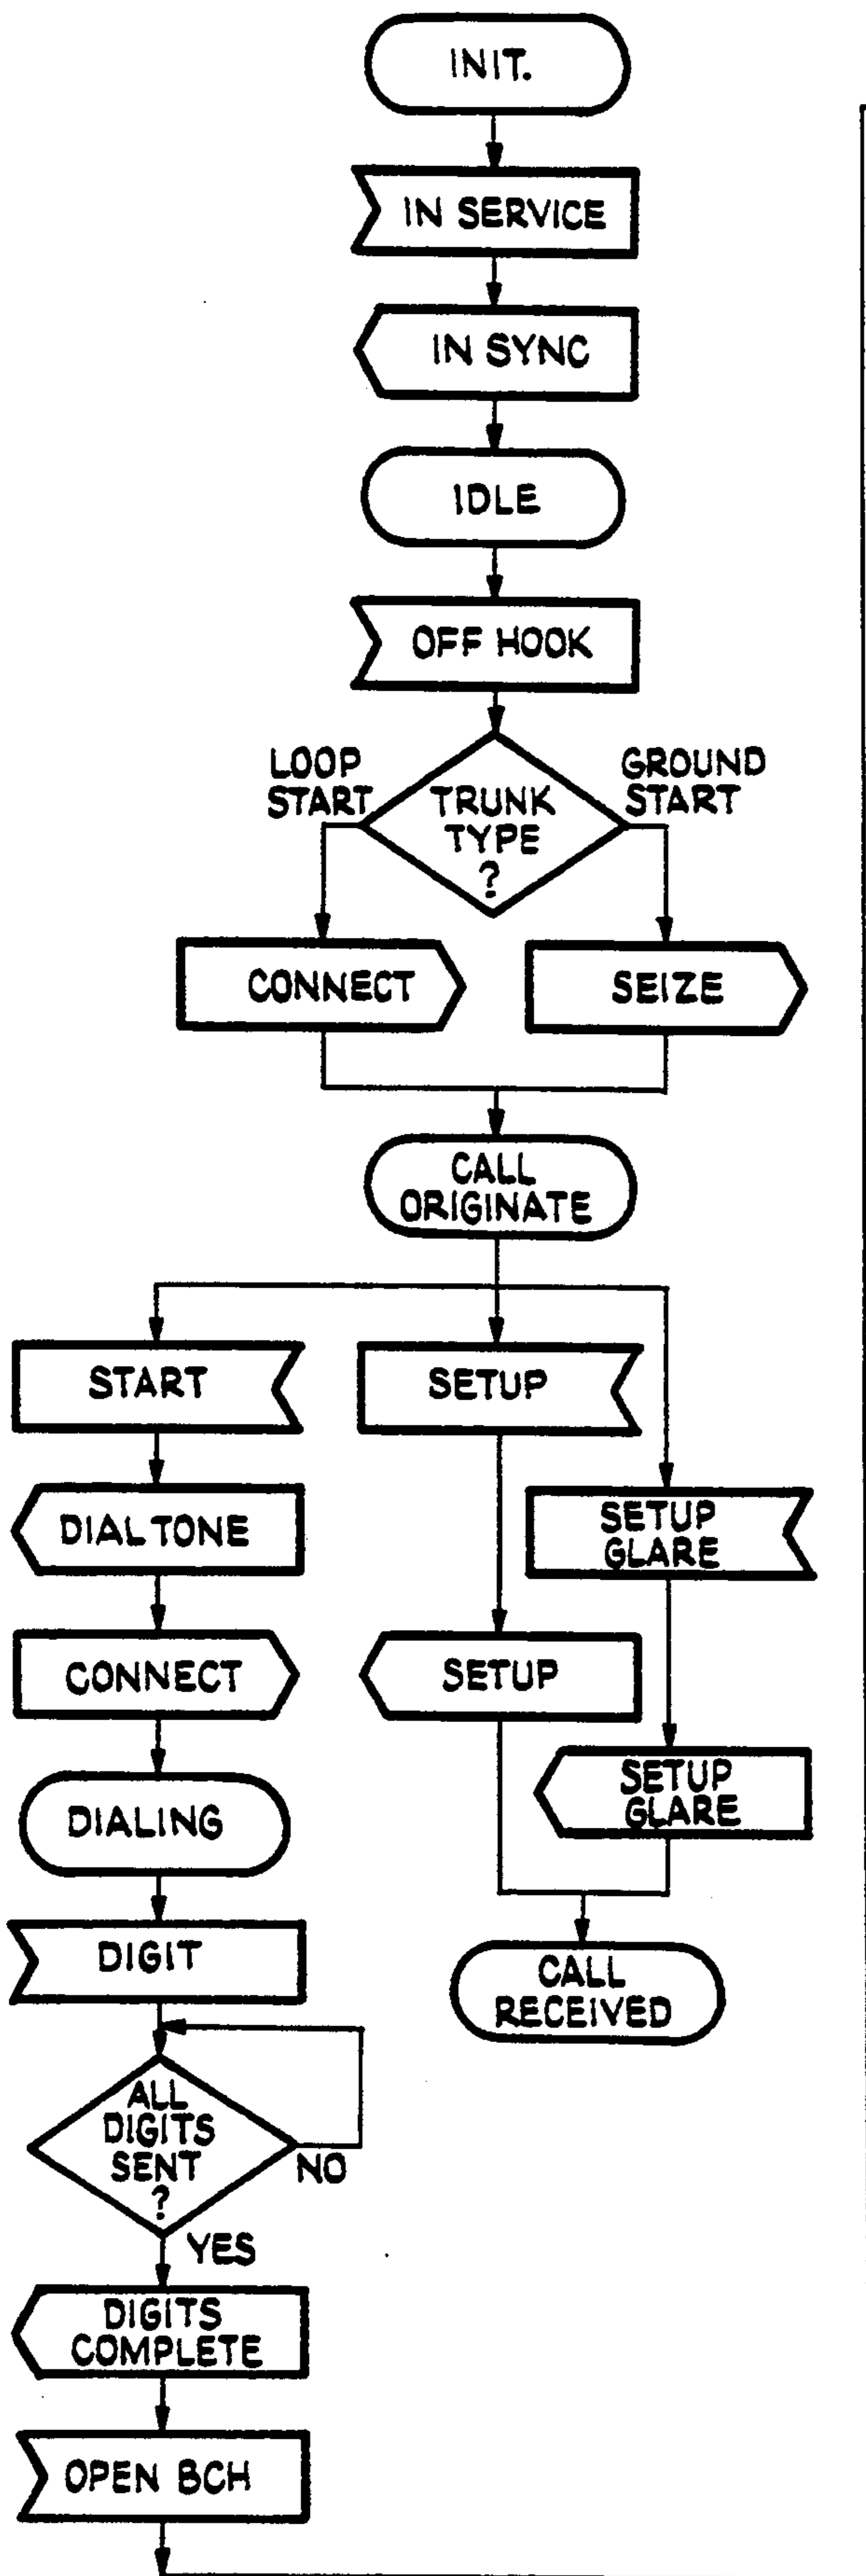 INIT.
IN SERVICE
IN SYNC
IDLE
OFF HOOK
LOOP
START
GROUND
START
TRUNK
TYPE
?
CONNECT
SEIZE
CALL
ORIGINATE
START
SETUP
DIAL TONE
SETUP
GLARE
CONNECT
SETUP
DIALING
SETUP
GLARE
DIGIT
CALL
RECEIVED
ALL
DIGITS
SENT
?
NO
YES
DIGITS
COMPLETE
OPEN BCH